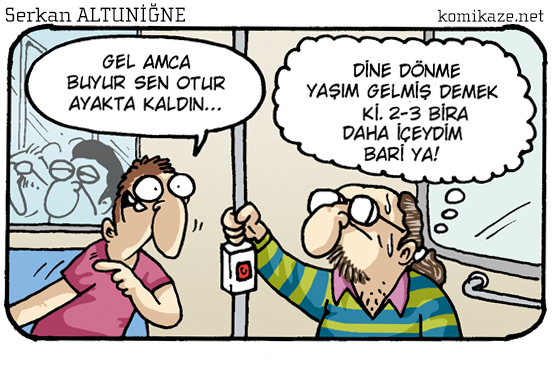 Serkan ALTUNİĞNE
komikaze.net
GEL AMCA
BUYUR SEN OTUR
AYAKTA KALDIN...
DİNE DÖNME
YAŞIM GELMİŞ DEMEK
Kİ. 2-3 BİRA
DAHA İÇEYDİM
BARİ YA!